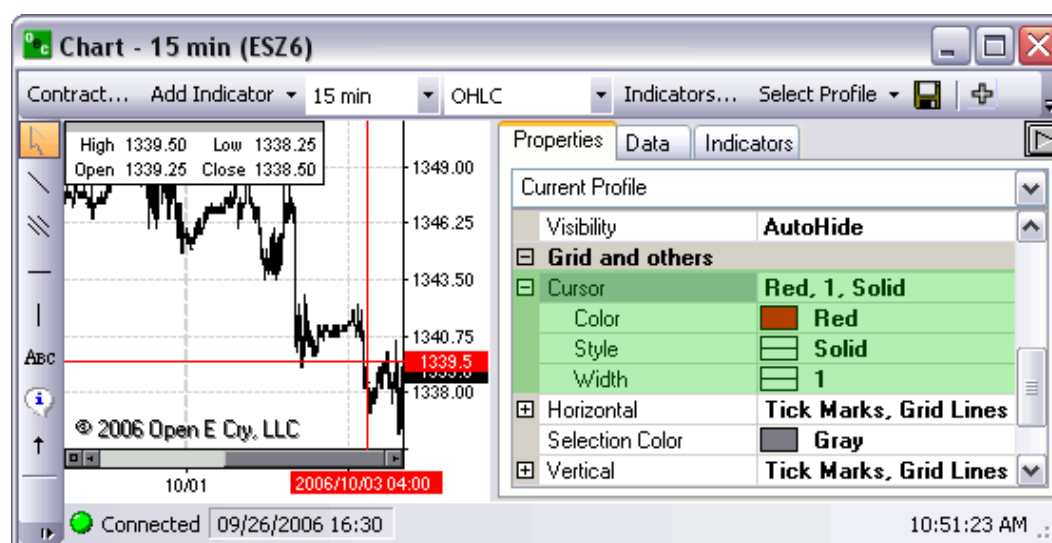 Oec Chart - 15 min (ESZ6)
Contract... Add Indicator 15 min OHLC Indicators... Select Profile
High 1339.50 Low 1338.25
Open 1339.25 Close 1338.50
1349.00
1346.25
1343.50
1340.75
1339.5
1338.00
ABC
© 2006 Open E Cry, LLC
10/01 2006/10/03 04:00
Properties Data Indicators
Current Profile
Visibility AutoHide
Grid and others
Cursor Red, 1, Solid
Color Red
Style Solid
Width 1
Horizontal Tick Marks, Grid Lines
Selection Color Gray
Vertical Tick Marks, Grid Lines
Connected 09/26/2006 16:30 10:51:23 AM